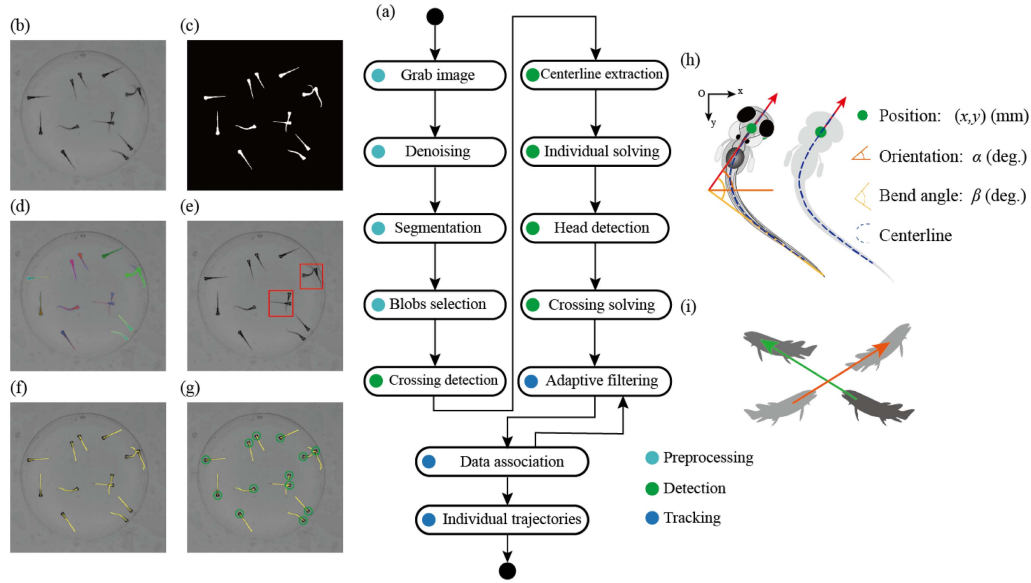 (b)
(c)
(d)
(e)
(f)
(g)
(a)
Grab image
Denoising
Segmentation
Blobs selection
Crossing detection
Centerline extraction
Individual solving
Head detection
Crossing solving
Adaptive filtering
Data association
Individual trajectories
Preprocessing
Detection
Tracking
(h)
O
x
y
Position: (x,y) (mm)
Orientation: α (deg.)
Bend angle: β (deg.)
Centerline
(i)